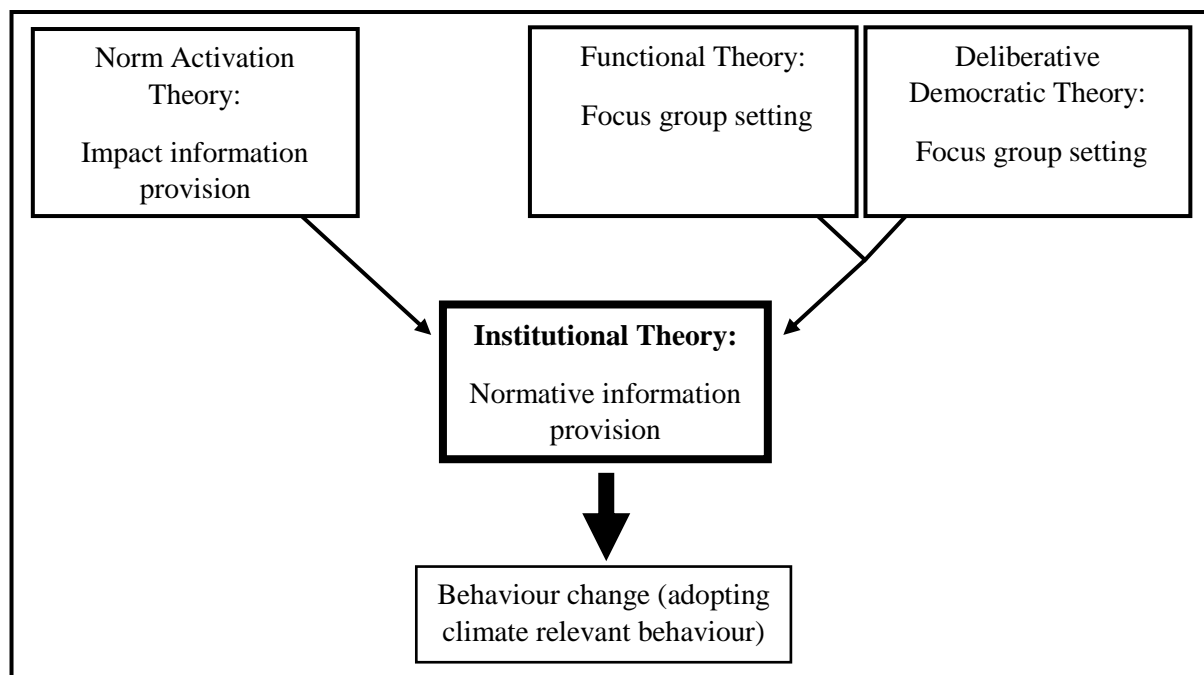 Norm Activation
Theory:
Impact information
provision
Functional Theory:
Focus group setting
Deliberative
Democratic Theory:
Focus group setting
Institutional Theory:
Normative information
provision
Behaviour change (adopting
climate relevant behaviour)